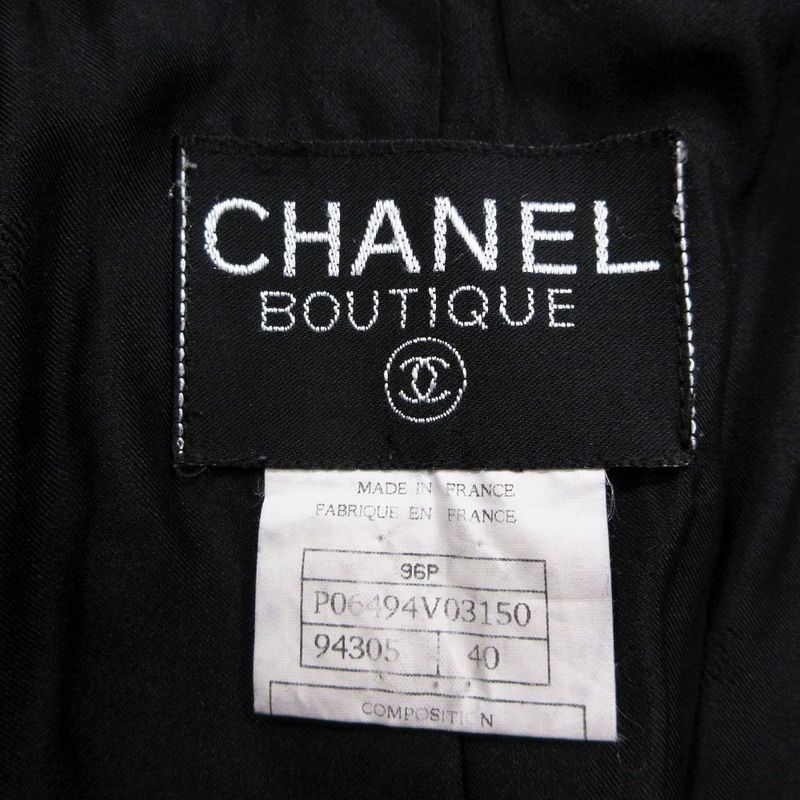 CHANEL
BOUTIQUE
MADE IN FRANCE
FABRIQUE EN FRANCE
96P
P06494V03150
94305 40
COMPOSITION